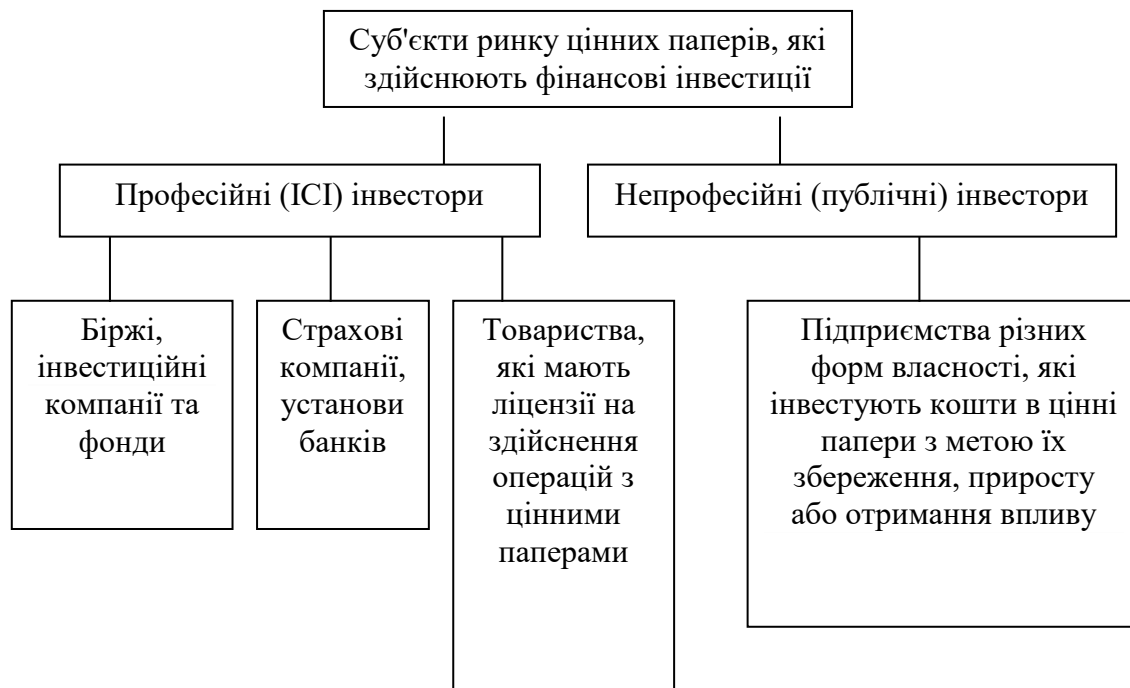 Суб'єкти ринку цінних паперів, які
здійснюють фінансові інвестиції
Професійні (ІСІ) інвестори
Непрофесійні (публічні) інвестори
Біржі,
інвестиційні
компанії та
фонди
Страхові
компанії,
установи
банків
Товариства,
які мають
ліцензії на
здійснення
операцій з
цінними
паперами
Підприємства різних
форм власності, які
інвестують кошти в цінні
папери з метою їх
збереження, приросту
або отримання впливу